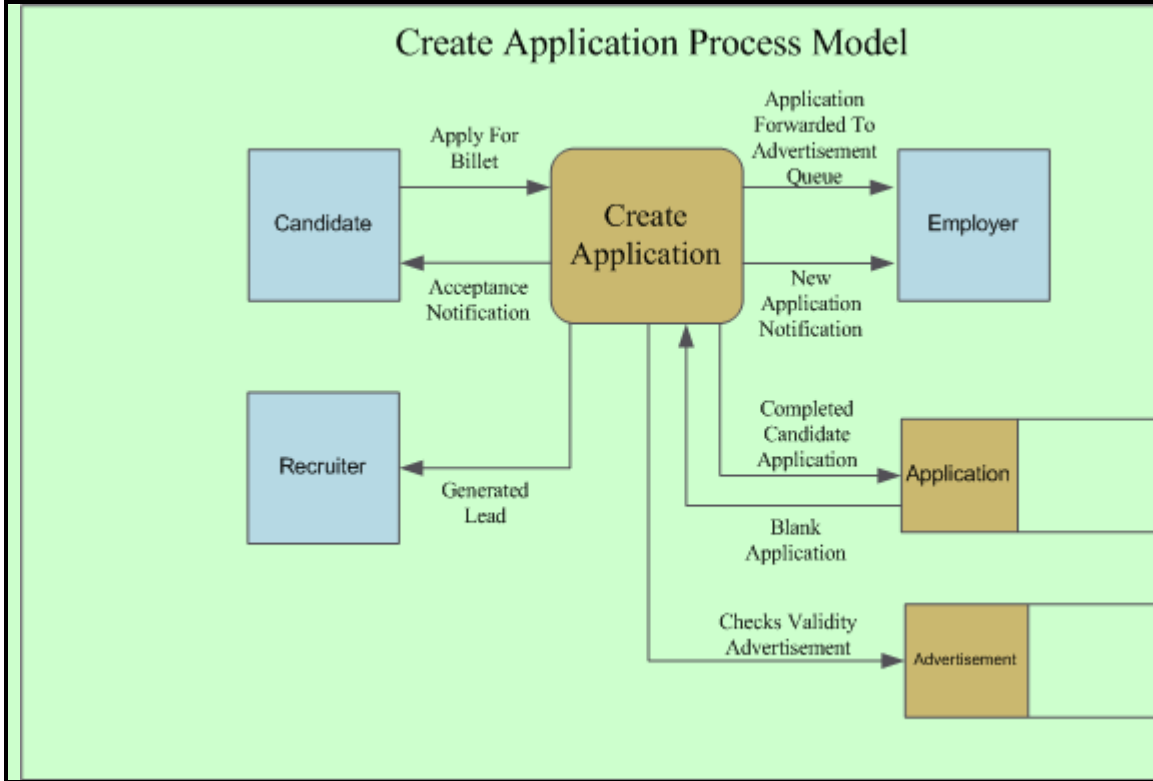 Create Application Process Model
Apply For
Billet
Application
Forwarded To
Advertisement
Queue
Candidate
Create
Application
Employer
Acceptance
Notification
New
Application
Notification
Recruiter
Generated
Lead
Completed
Candidate
Application
Application
Blank
Application
Checks Validity
Advertisement
Advertisement